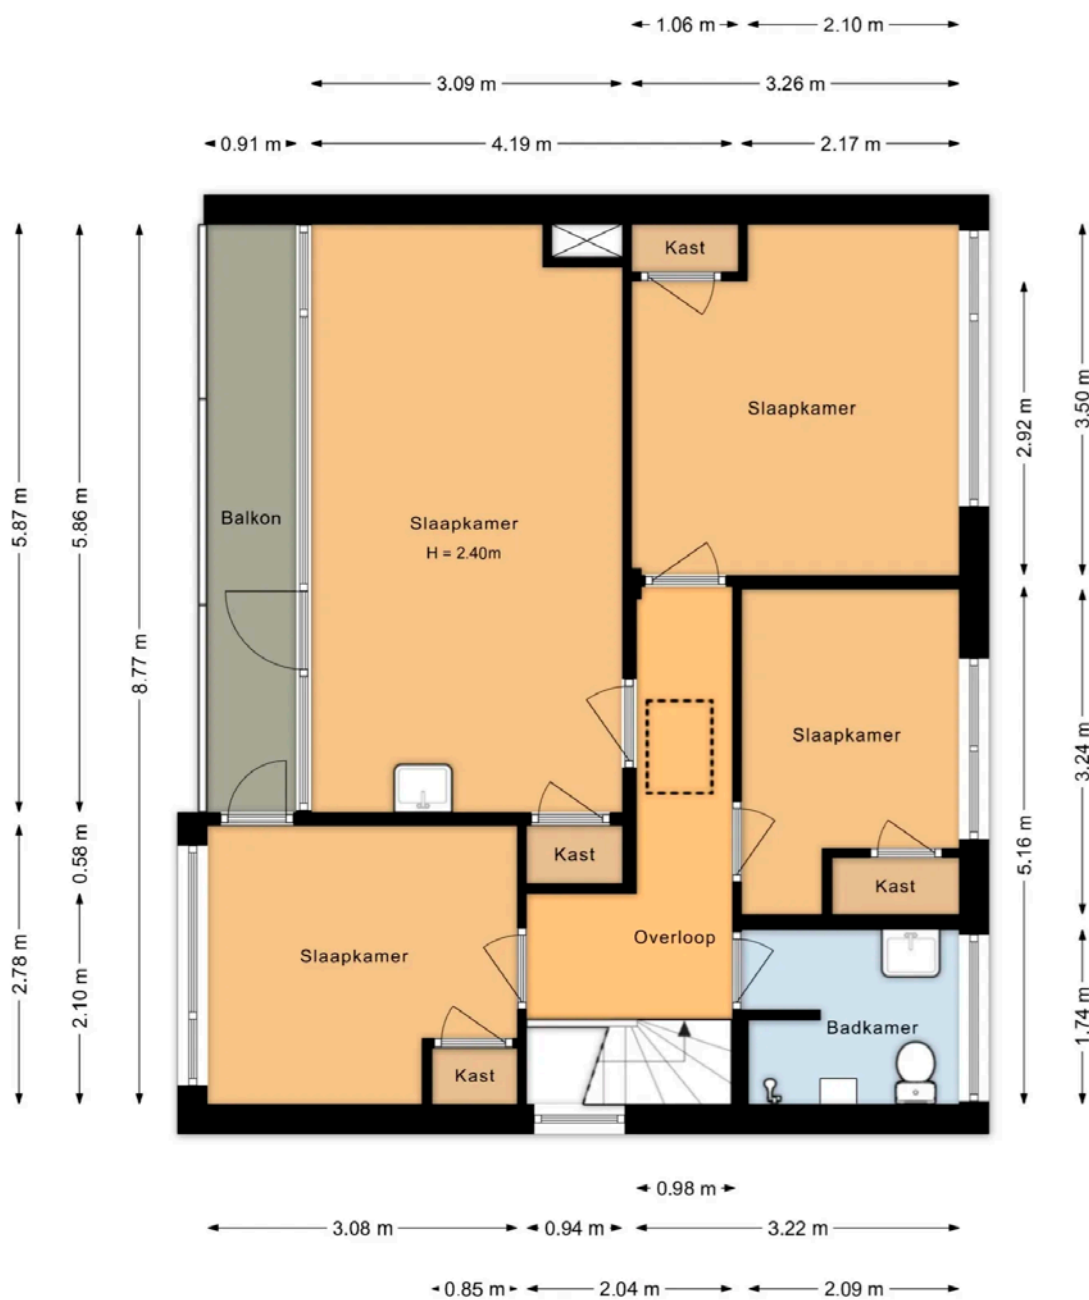 1.06 m
2.10 m
3.09 m
3.26 m
0.91 m
4.19 m
2.17 m
5.87 m
5.86 m
8.77 m
2.78 m
0.58 m
2.10 m
Kast
Slaapkamer
Balkon
Slaapkamer
H = 2.40m
Slaapkamer
Kast
Kast
Overloop
Slaapkamer
Badkamer
Kast
2.92 m
3.50 m
5.16 m
3.24 m
1.74 m
0.98 m
3.08 m
0.94 m
3.22 m
0.85 m
2.04 m
2.09 m